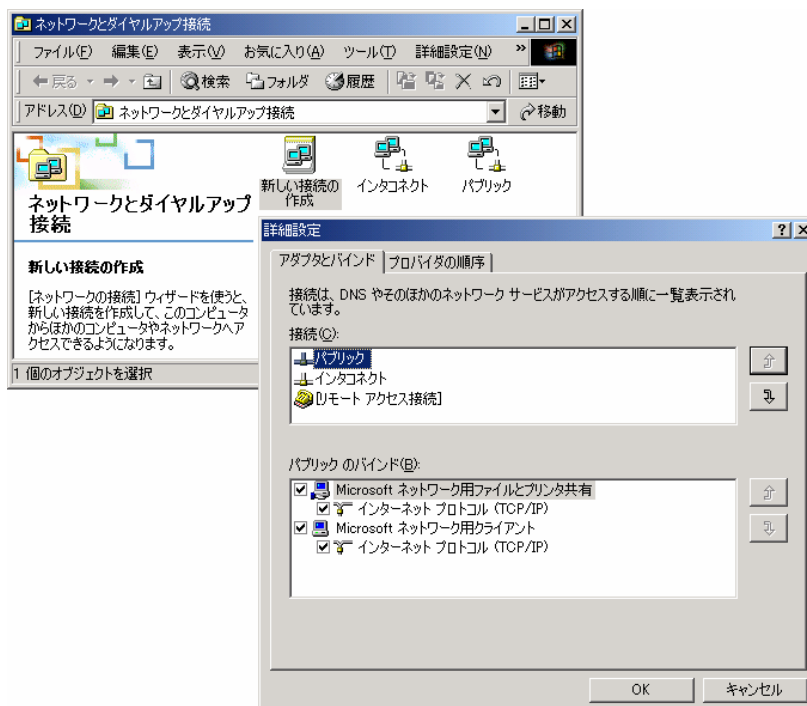 ネットワークとダイヤルアップ接続
ファイル(F) 編集(E) 表示(V) お気に入り(A) ツール(T) 詳細設定(N) »
戻る 検索 フォルダ 履歴
アドレス(D) ネットワークとダイヤルアップ接続 移動
ネットワークとダイヤルアップ
接続
新しい接続の作成
[ネットワークの接続] ウィザードを使うと、
新しい接続を作成して、このコンピュータ
からほかのコンピュータやネットワークへア
クセスできるようになります。
新しい接続の
作成
インタコネクト
パブリック
1 個のオブジェクトを選択
詳細設定
アダプタとバインド プロバイダの順序
接続は、DNS やそのほかのネットワーク サービスがアクセスする順に一覧表示され
ています。
接続(C):
パブリック
インタコネクト
[リモート アクセス接続]
パブリック のバインド(B):
Microsoft ネットワーク用ファイルとプリンタ共有
インターネット プロトコル (TCP/IP)
Microsoft ネットワーク用クライアント
インターネット プロトコル (TCP/IP)
OK キャンセル